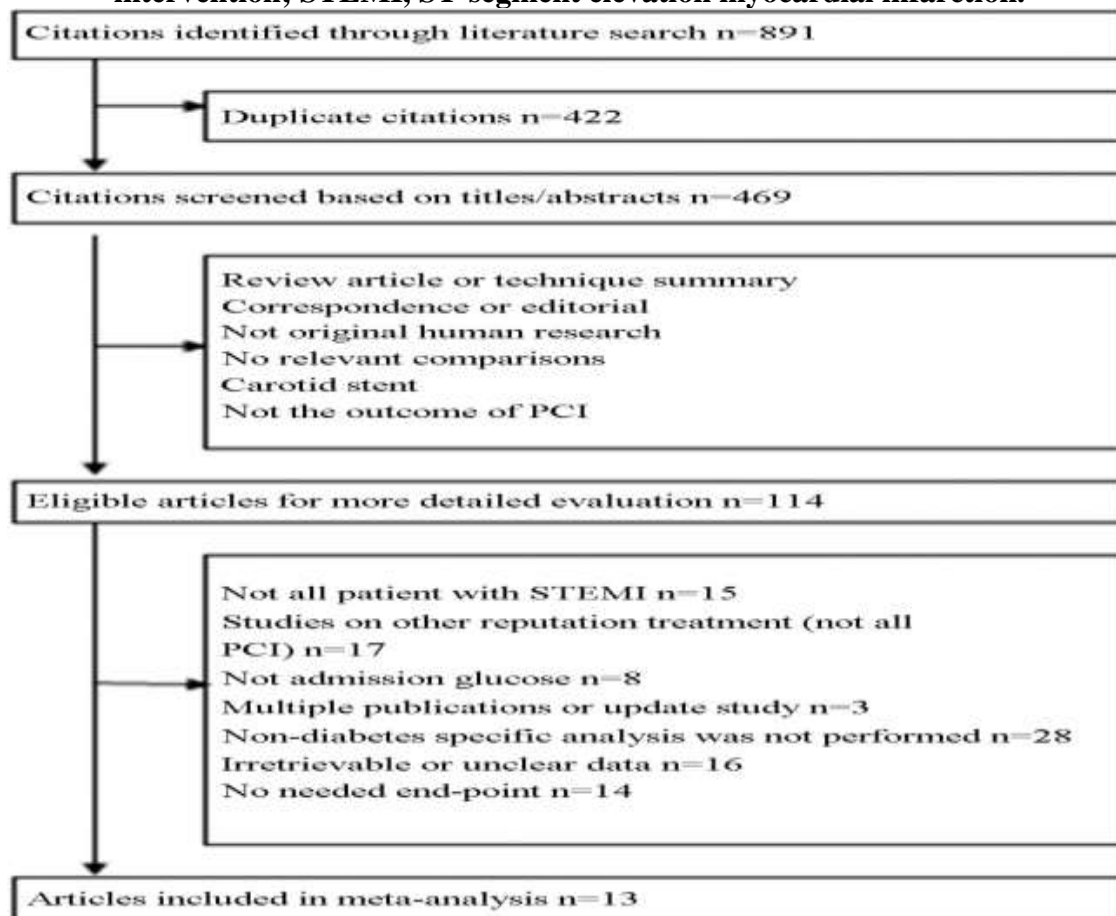 intervention; STEMI, ST-segment elevation myocardial infarction.
Citations identified through literature search n=891
Duplicate citations n=422
Citations screened based on titles/abstracts n=469
Review article or technique summary
Correspondence or editorial
Not original human research
No relevant comparisons
Carotid stent
Not the outcome of PCI
Eligible articles for more detailed evaluation n=114
Not all patient with STEMI n=15
Studies on other reputation treatment (not all
PCI) n=17
Not admission glucose n=8
Multiple publications or update study n=3
Non-diabetes specific analysis was not performed n=28
Irretrievable or unclear data n=16
No needed end-point n=14
Articles included in meta-analysis n=13